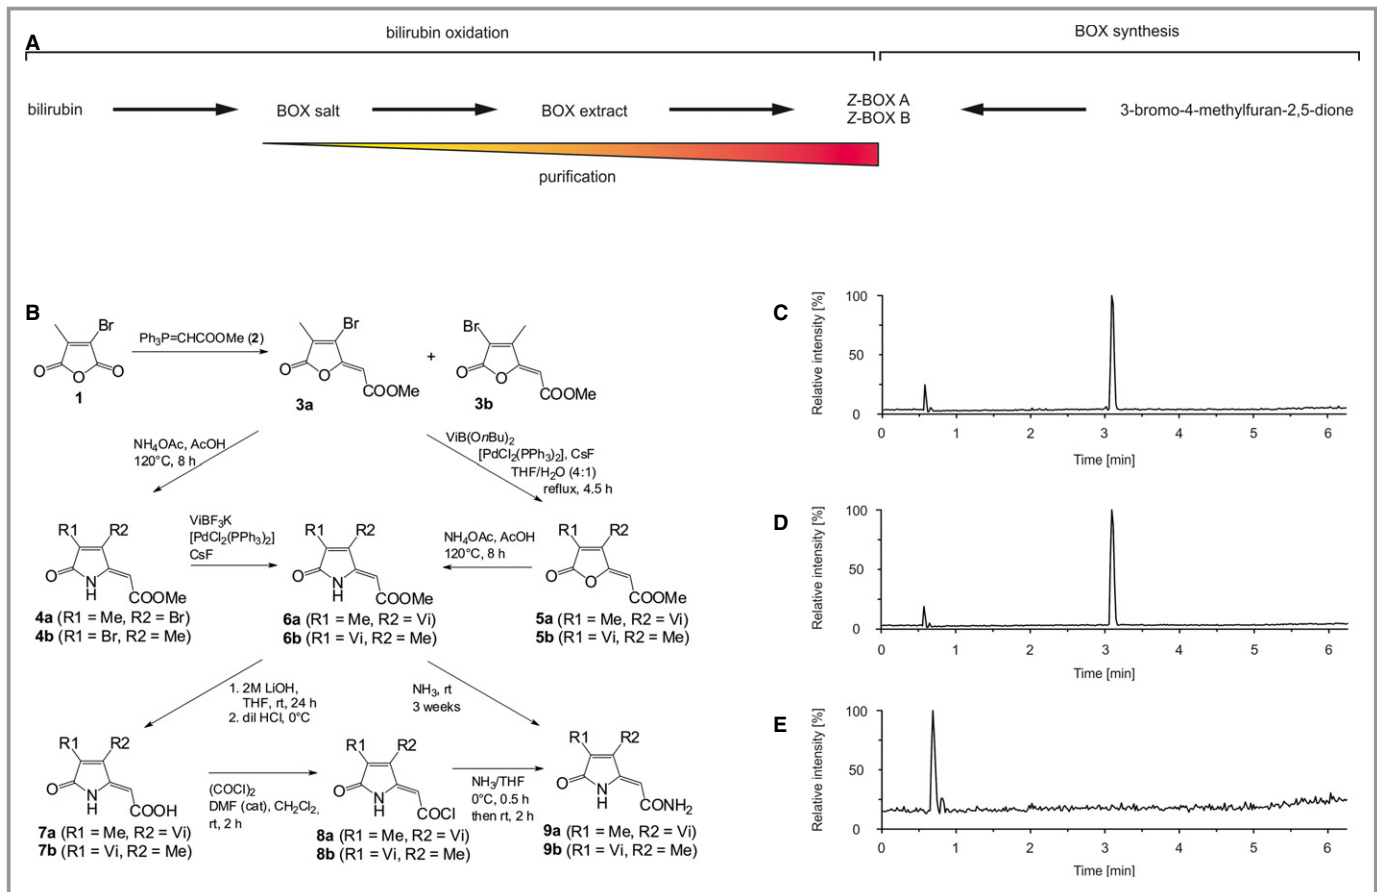 A
bilirubin oxidation
BOX synthesis
bilirubin
BOX salt
BOX extract
Z-BOX A
Z-BOX B
3-bromo-4-methylfuran-2,5-dione
purification
B
Br
O
O
O
1
Ph₃P=CHCOOMe (2)
Br
O
O
COOMe
3a
+
Br
O
O
COOMe
3b
NH₄OAc, AcOH
120°C, 8 h
ViB(OnBu)₂
[PdCl₂(PPh₃)₂], CsF
THF/H₂O (4:1)
reflux, 4.5 h
R1
R2
O
N
H
COOMe
4a (R1 = Me, R2 = Br)
4b (R1 = Br, R2 = Me)
ViBF₃K
[PdCl₂(PPh₃)₂]
CsF
R1
R2
O
N
H
COOMe
6a (R1 = Me, R2 = Vi)
6b (R1 = Vi, R2 = Me)
NH₄OAc, AcOH
120°C, 8 h
R1
R2
O
O
COOMe
5a (R1 = Me, R2 = Vi)
5b (R1 = Vi, R2 = Me)
1. 2M LiOH,
THF, rt, 24 h
2. dil HCl, 0°C
NH₃, rt
3 weeks
R1
R2
O
N
H
COOH
7a (R1 = Me, R2 = Vi)
7b (R1 = Vi, R2 = Me)
(COCl)₂
DMF (cat), CH₂Cl₂,
rt, 2 h
R1
R2
O
N
H
COCl
8a (R1 = Me, R2 = Vi)
8b (R1 = Vi, R2 = Me)
NH₃/THF
0°C, 0.5 h
then rt, 2 h
R1
R2
O
N
H
CONH₂
9a (R1 = Me, R2 = Vi)
9b (R1 = Vi, R2 = Me)
C
Relative intensity [%]
100
50
0
0 1 2 3 4 5 6
Time [min]
D
Relative intensity [%]
100
50
0
0 1 2 3 4 5 6
Time [min]
E
Relative intensity [%]
100
50
0
0 1 2 3 4 5 6
Time [min]